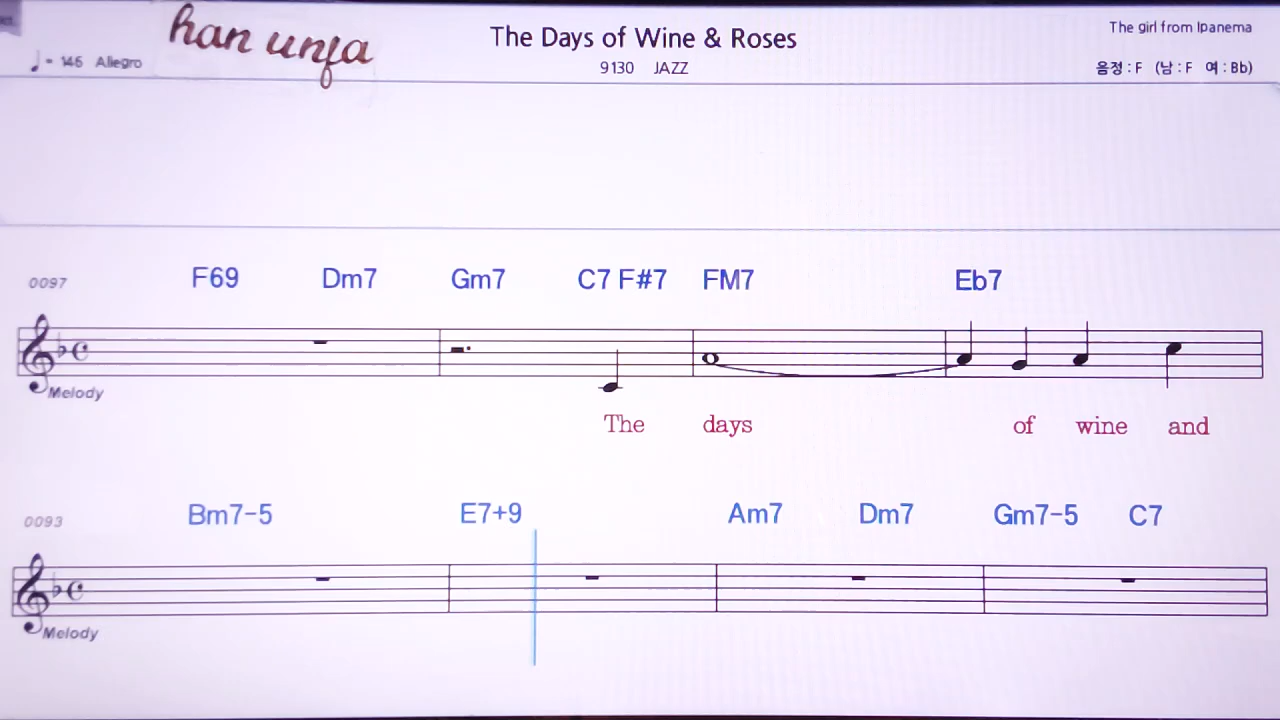 han unfa
The Days of Wine & Roses
The girl from Ipanema
♩= 146 Allegro
9130 JAZZ
음정 : F (남 : F 여 : Bb)
0097 F69 Dm7 Gm7 C7 F#7 FM7 Eb7
Melody
The days of wine and
0093 Bm7-5 E7+9 Am7 Dm7 Gm7-5 C7
Melody